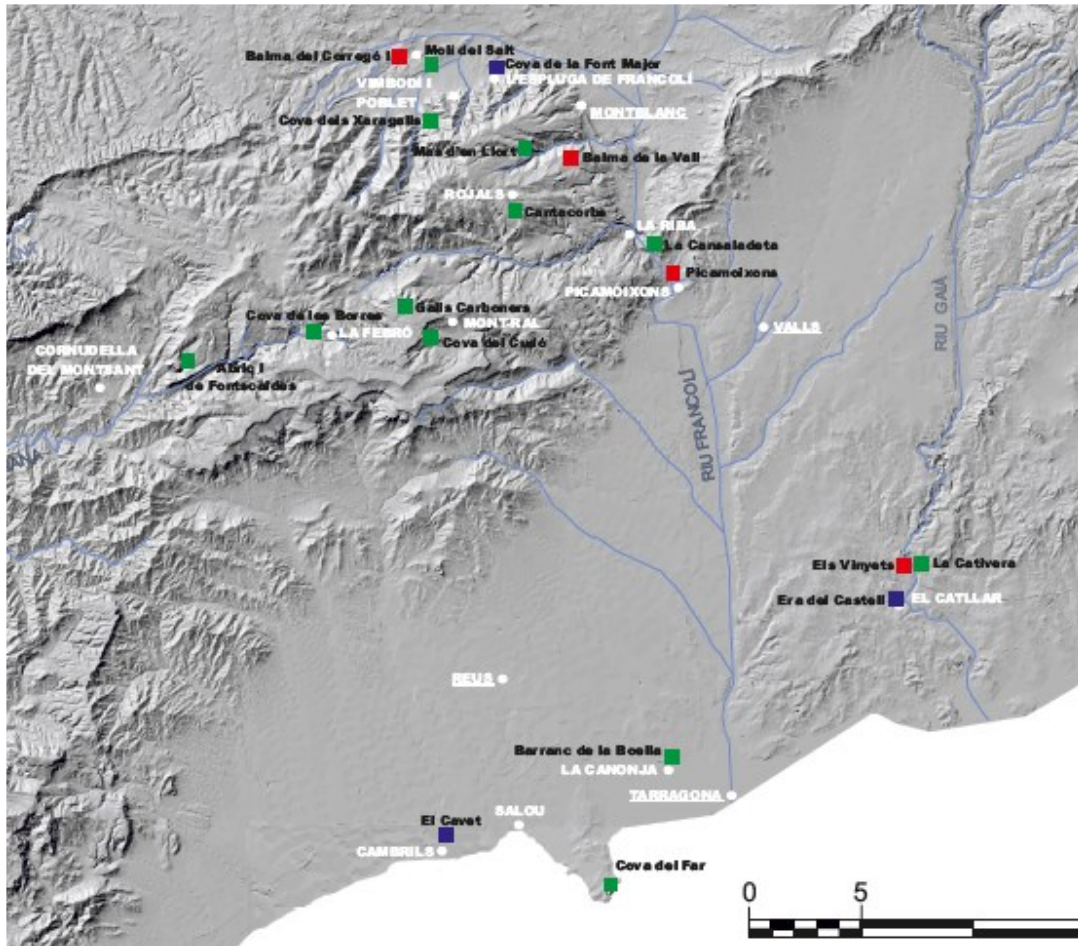 Balma del Corregó I
Molí del Salt
Cova de la Font Major
VIMBODÍ I
POBLET
L'ESPLUGA DE FRANCOLÍ
MONTBLANC
Cova dels Xaragalls
Mas d'en Llort
Balma de la Vall
ROJALS
Cantacorbs
LA RIBA
La Cansaladeta
Picamoixons
PICAMOIXONS
RIU GAIÀ
Galls Carboners
Cova de les Borres
LA FEBRÓ
MONT-RAL
VALLS
CORNUDELLA
DEL MONTSANT
Cova del Cudó
Abric I
de Fontscaldes
RIU FRANCOLÍ
Els Vinyets
La Cativera
Era del Castell
EL CATLLAR
REUS
Barranc de la Boella
LA CANONJA
TARRAGONA
SALOU
El Cavet
CAMBRILS
Cova del Far
0 5